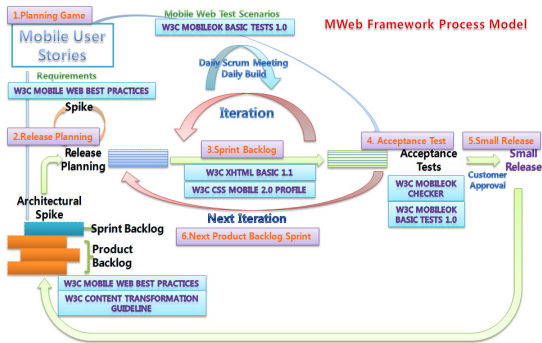 1.Planning Game
Mobile Web Test Scenarios
W3C MOBILEOK BASIC TESTS 1.0
MWeb Framework Process Model
Mobile User
Stories
Daily Scrum Meeting
Daily Build
Requirements
W3C MOBILE WEB BEST PRACTICES
Spike
Iteration
2.Release Planning
Release
Planning
3.Sprint Backlog
4. Acceptance Test
5.Small Release
Acceptance
Tests
Small
Release
W3C XHTML BASIC 1.1
W3C CSS MOBILE 2.0 PROFILE
Customer
Approval
W3C MOBILEOK
CHECKER
W3C MOBILEOK
BASIC TESTS 1.0
Architectural
Spike
Next Iteration
6.Next Product Backlog Sprint
Sprint Backlog
Product
Backlog
W3C MOBILE WEB BEST PRACTICES
W3C CONTENT TRANSFORMATION
GUIDELINE